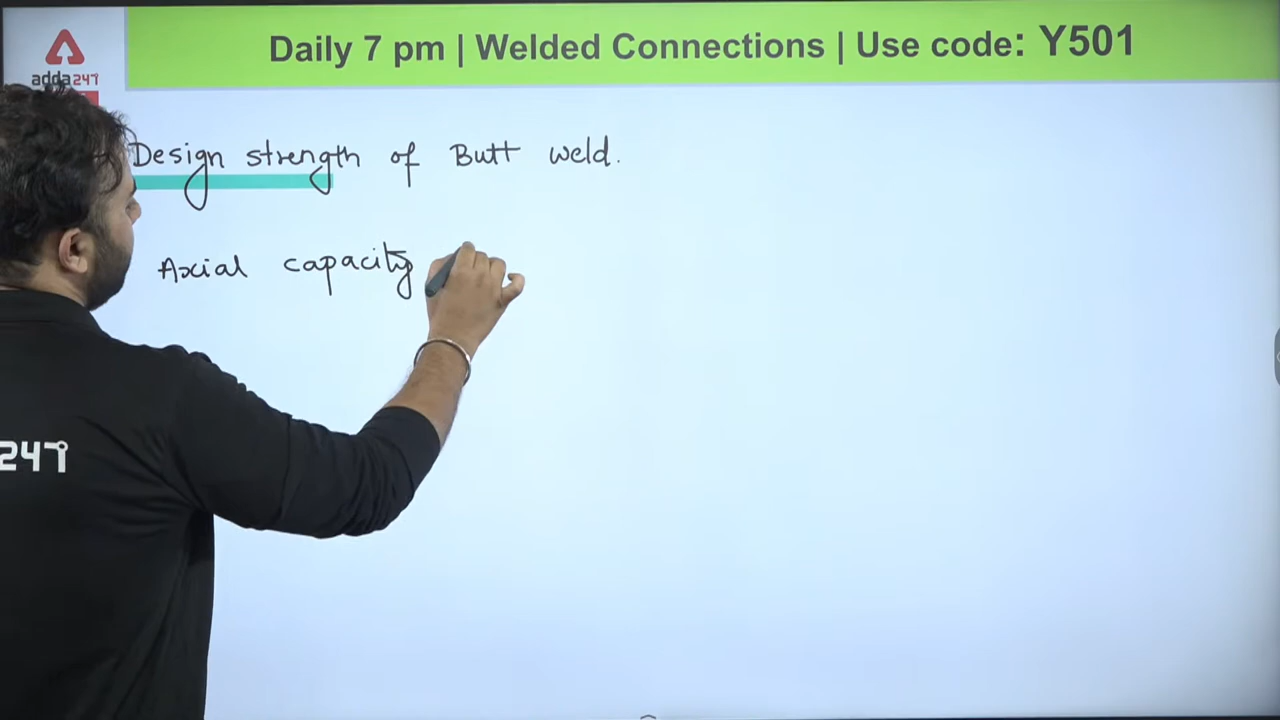 Daily 7 pm | Welded Connections | Use code: Y501
adda247
Design strength of Butt weld.
Axial capacity
247